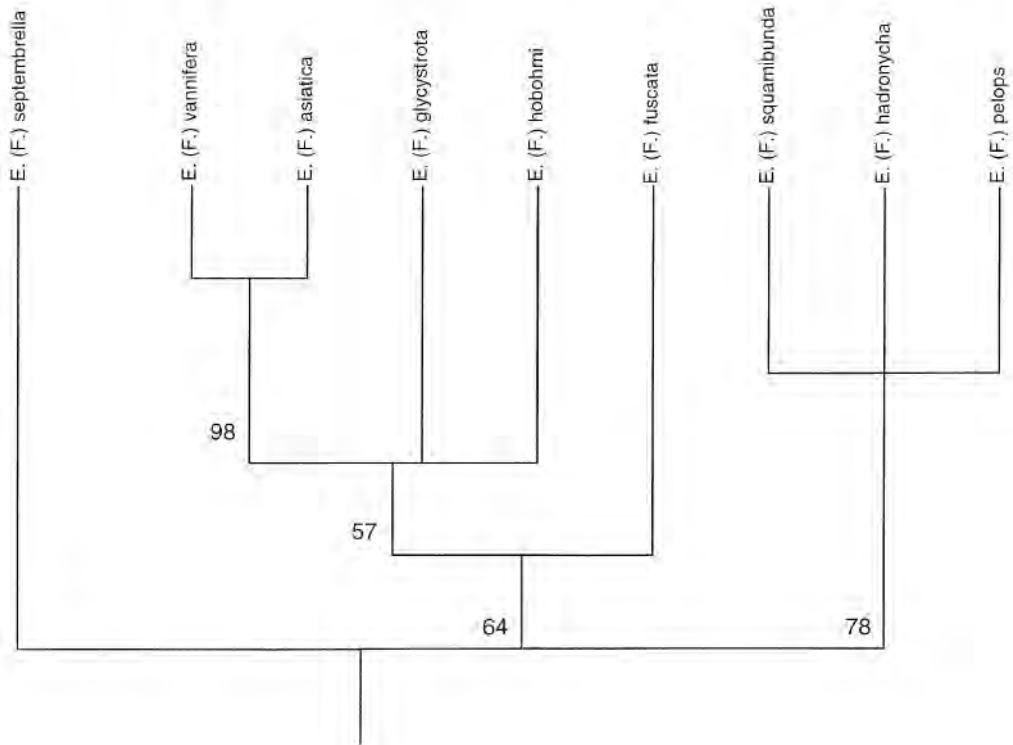 E. (F.) septembrella
E. (F.) vannifera
E. (F.) asiatica
E. (F.) glycystrota
E. (F.) hobohmi
E. (F.) fuscata
E. (F.) squamibunda
E. (F.) hadronycha
E. (F.) pelops
98
57
64
78